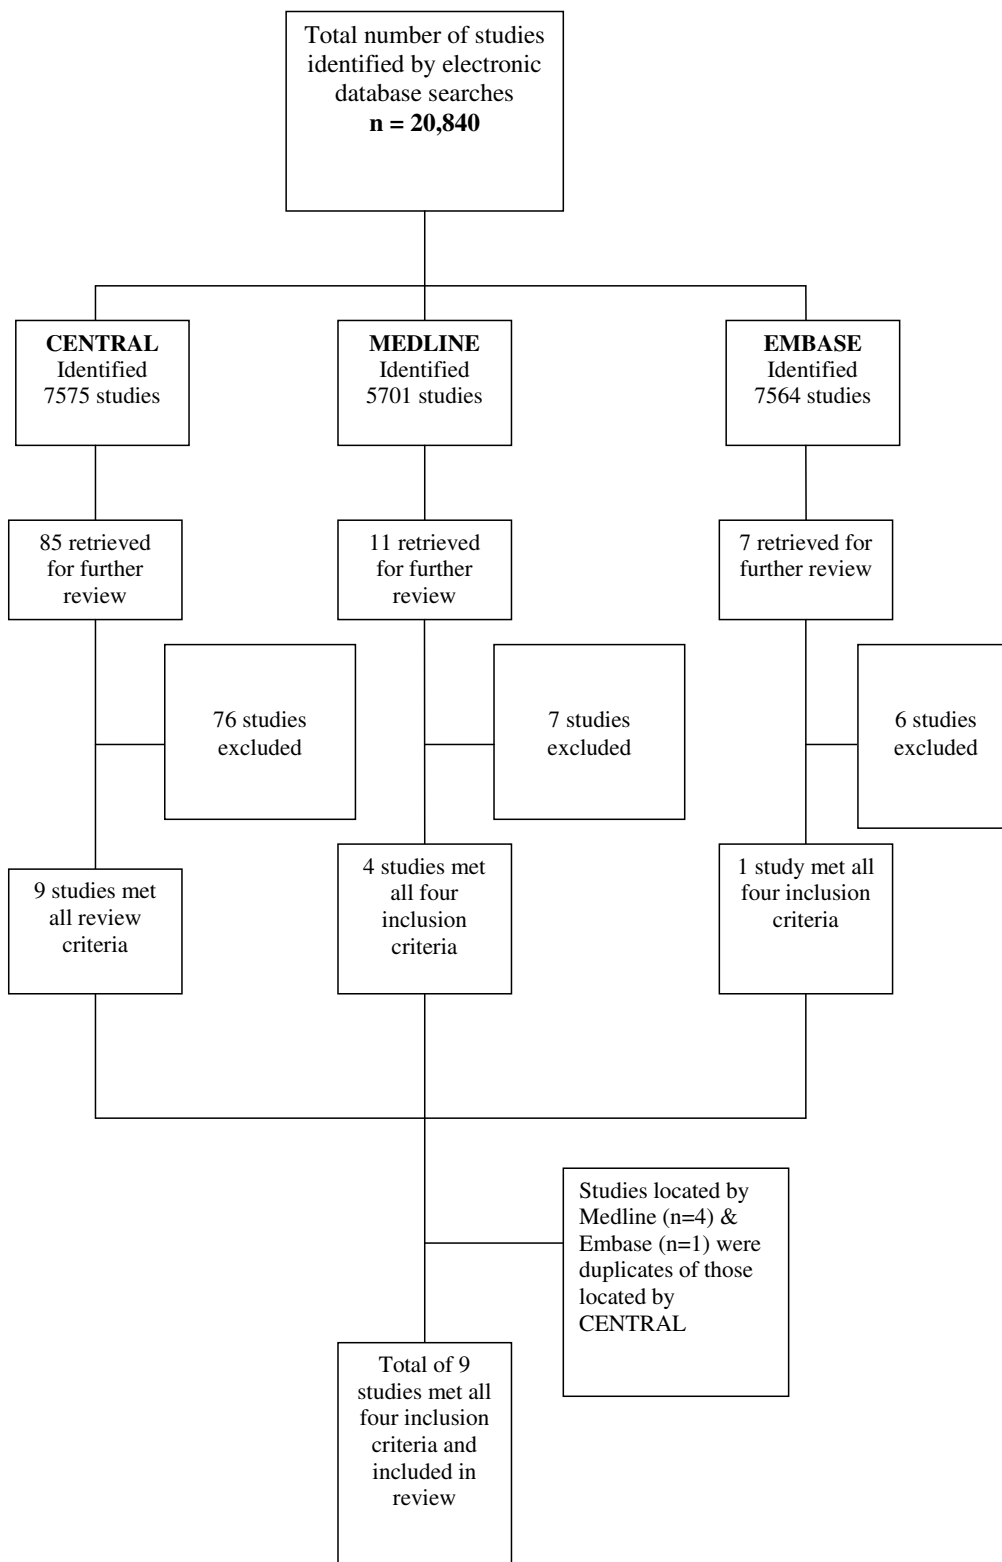 Total number of studies
identified by electronic
database searches
n = 20,840
CENTRAL
Identified
7575 studies
MEDLINE
Identified
5701 studies
EMBASE
Identified
7564 studies
85 retrieved
for further
review
11 retrieved
for further
review
7 retrieved for
further review
76 studies
excluded
7 studies
excluded
6 studies
excluded
9 studies met
all review
criteria
4 studies met
all four
inclusion
criteria
1 study met all
four inclusion
criteria
Studies located by
Medline (n=4) &
Embase (n=1) were
duplicates of those
located by
CENTRAL
Total of 9
studies met all
four inclusion
criteria and
included in
review